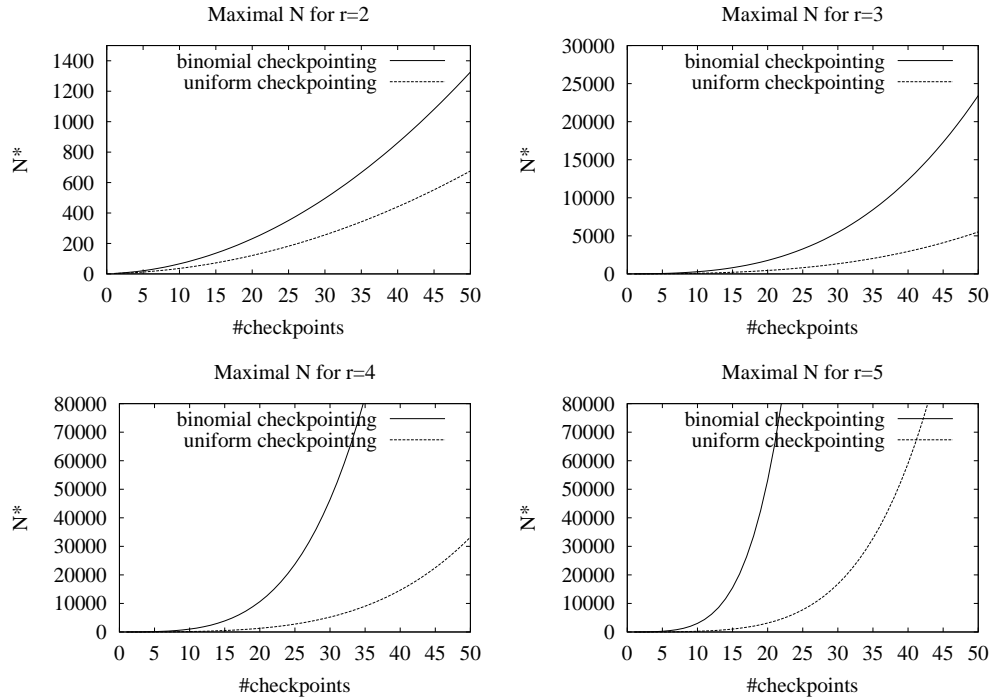 Maximal N for r=2
binomial checkpointing
uniform checkpointing
1400
1200
1000
800
600
400
200
0
N*
0 5 10 15 20 25 30 35 40 45 50
#checkpoints
Maximal N for r=3
binomial checkpointing
uniform checkpointing
30000
25000
20000
15000
10000
5000
0
N*
0 5 10 15 20 25 30 35 40 45 50
#checkpoints
Maximal N for r=4
binomial checkpointing
uniform checkpointing
80000
70000
60000
50000
40000
30000
20000
10000
0
N*
0 5 10 15 20 25 30 35 40 45 50
#checkpoints
Maximal N for r=5
binomial checkpointing
uniform checkpointing
80000
70000
60000
50000
40000
30000
20000
10000
0
N*
0 5 10 15 20 25 30 35 40 45 50
#checkpoints